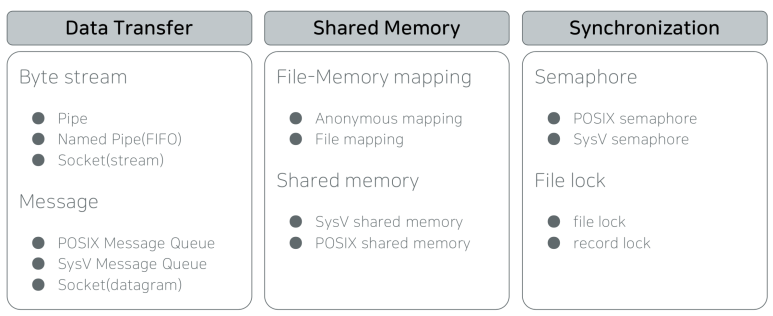 Data Transfer
Byte stream
Pipe
Named Pipe(FIFO)
Socket(stream)
Message
POSIX Message Queue
SysV Message Queue
Socket(datagram)
Shared Memory
File-Memory mapping
Anonymous mapping
File mapping
Shared memory
SysV shared memory
POSIX shared memory
Synchronization
Semaphore
POSIX semaphore
SysV semaphore
File lock
file lock
record lock